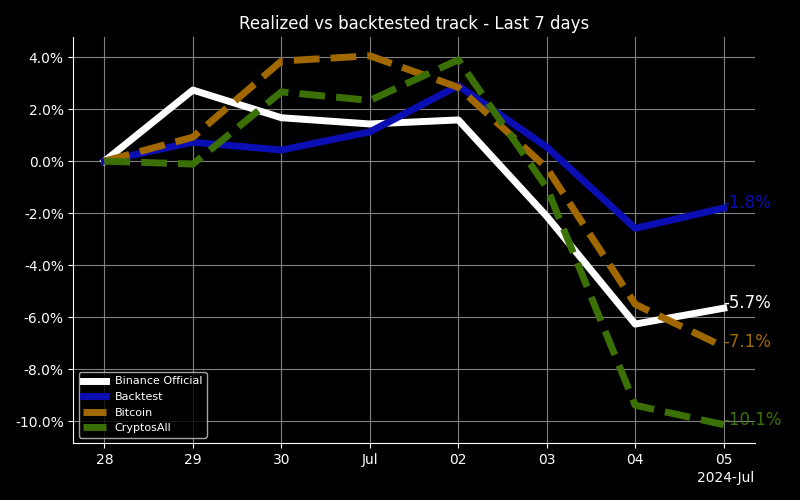 Realized vs backtested track - Last 7 days
4.0%
2.0%
0.0%
-2.0%
-4.0%
-6.0%
-8.0%
-10.0%
-1.8%
-5.7%
-7.1%
-10.1%
Binance Official
Backtest
Bitcoin
CryptosAll
28 29 30 Jul 02 03 04 05
2024-Jul